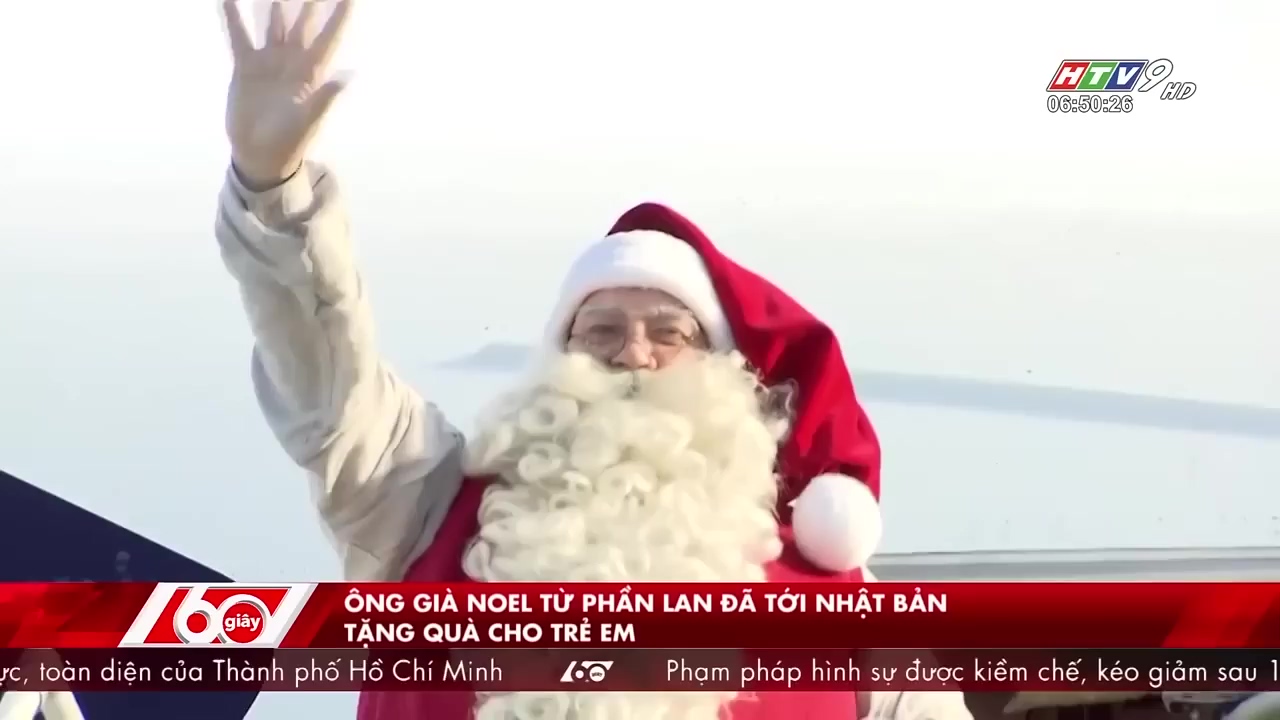 HTV9 HD
06:50:26
60 giây
ÔNG GIÀ NOEL TỪ PHẦN LAN ĐÃ TỚI NHẬT BẢN
TẶNG QUÀ CHO TRẺ EM
toàn diện của Thành phố Hồ Chí Minh 60 giây Phạm pháp hình sự được kiềm chế, kéo giảm sau 1